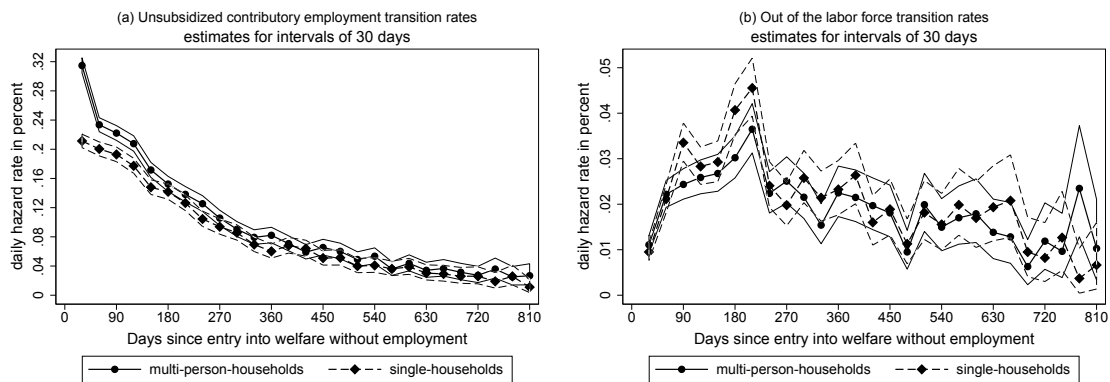 (a) Unsubsidized contributory employment transition rates
estimates for intervals of 30 days
daily hazard rate in percent
0 .04 .08 .12 .16 .2 .24 .28 .32
0 90 180 270 360 450 540 630 720 810
Days since entry into welfare without employment
multi-person-households single-households
(b) Out of the labor force transition rates
estimates for intervals of 30 days
daily hazard rate in percent
0 .01 .02 .03 .04 .05
0 90 180 270 360 450 540 630 720 810
Days since entry into welfare without employment
multi-person-households single-households